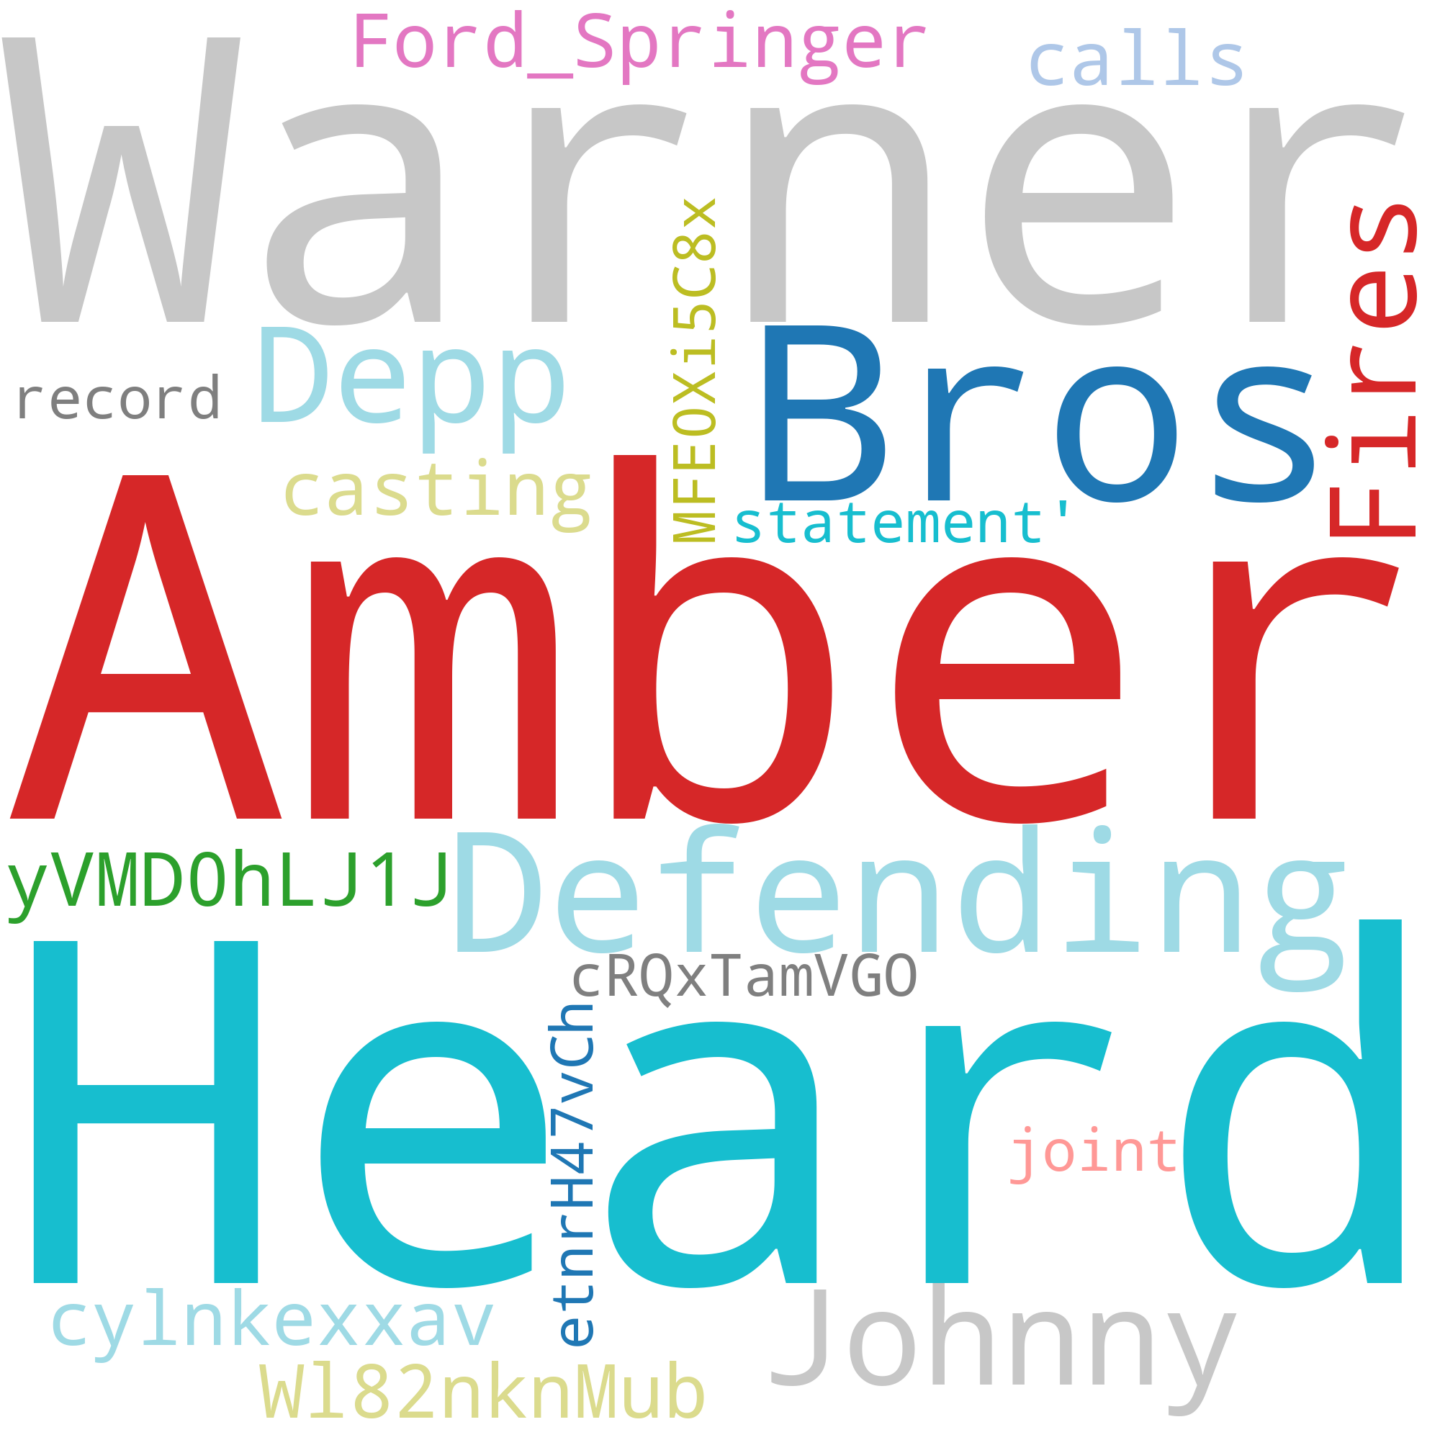 Ford_Springer
calls
Warner
Fires
MFEOXi5C8x
Depp
Bros
record
casting
statement'
Amber
Defending
yVMD0hLJ1J
cRQxTamVGO
Heard
etnrH47vCh
joint
cylnkexxav
Johnny
Wl82nknMub